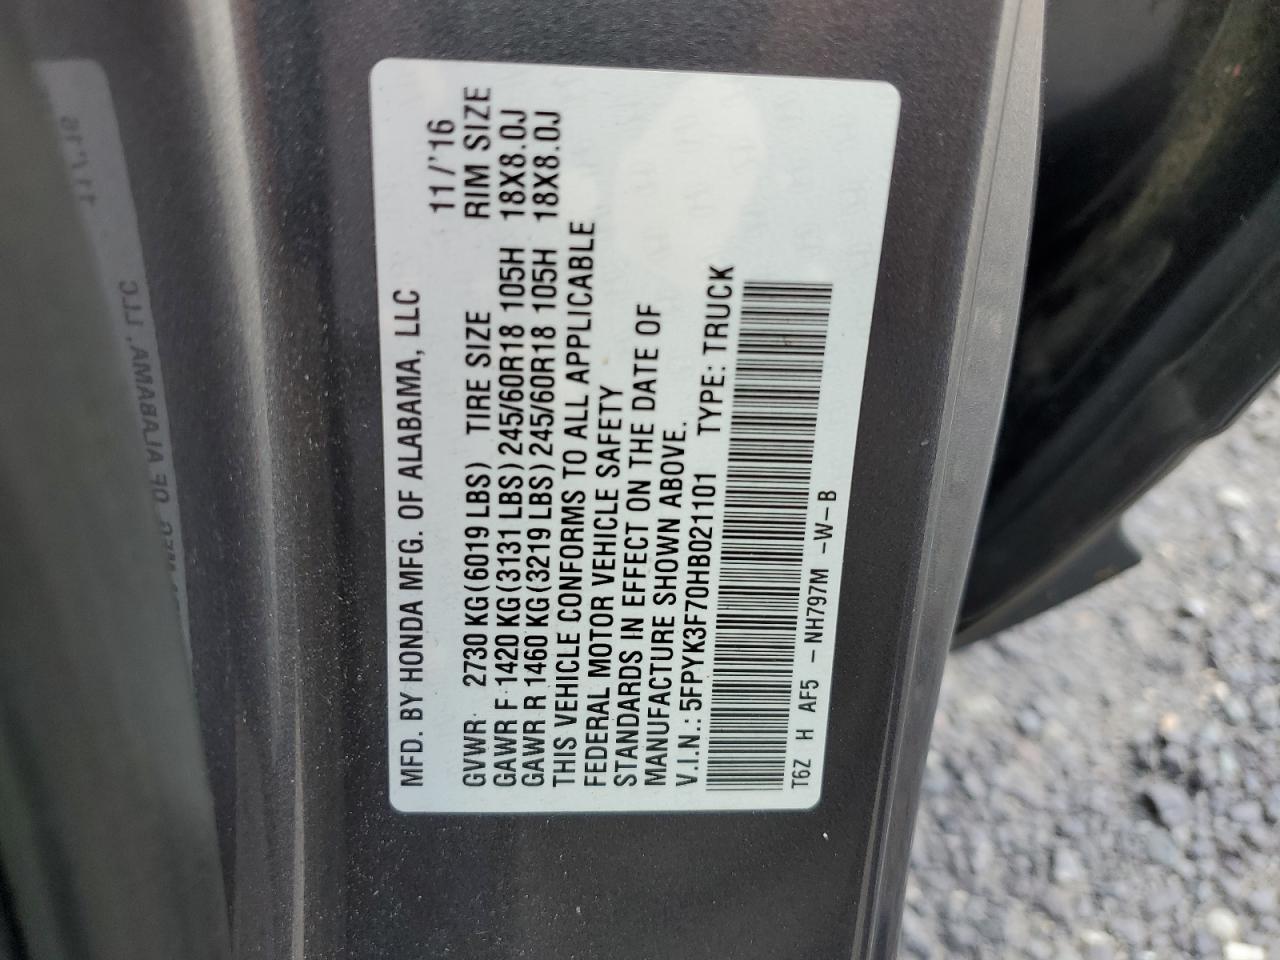 MFD. BY HONDA MFG. OF ALABAMA, LLC 11/'16
GVWR 2730 KG (6019 LBS) TIRE SIZE RIM SIZE
GAWR F 1420 KG (3131 LBS) 245/60R18 105H 18X8.0J
GAWR R 1460 KG (3219 LBS) 245/60R18 105H 18X8.0J
THIS VEHICLE CONFORMS TO ALL APPLICABLE
FEDERAL MOTOR VEHICLE SAFETY
STANDARDS IN EFFECT ON THE DATE OF
MANUFACTURE SHOWN ABOVE.
V.I.N.: 5FPYK3F70HB021101 TYPE: TRUCK
T6Z H AF5 - NH797M -W-B